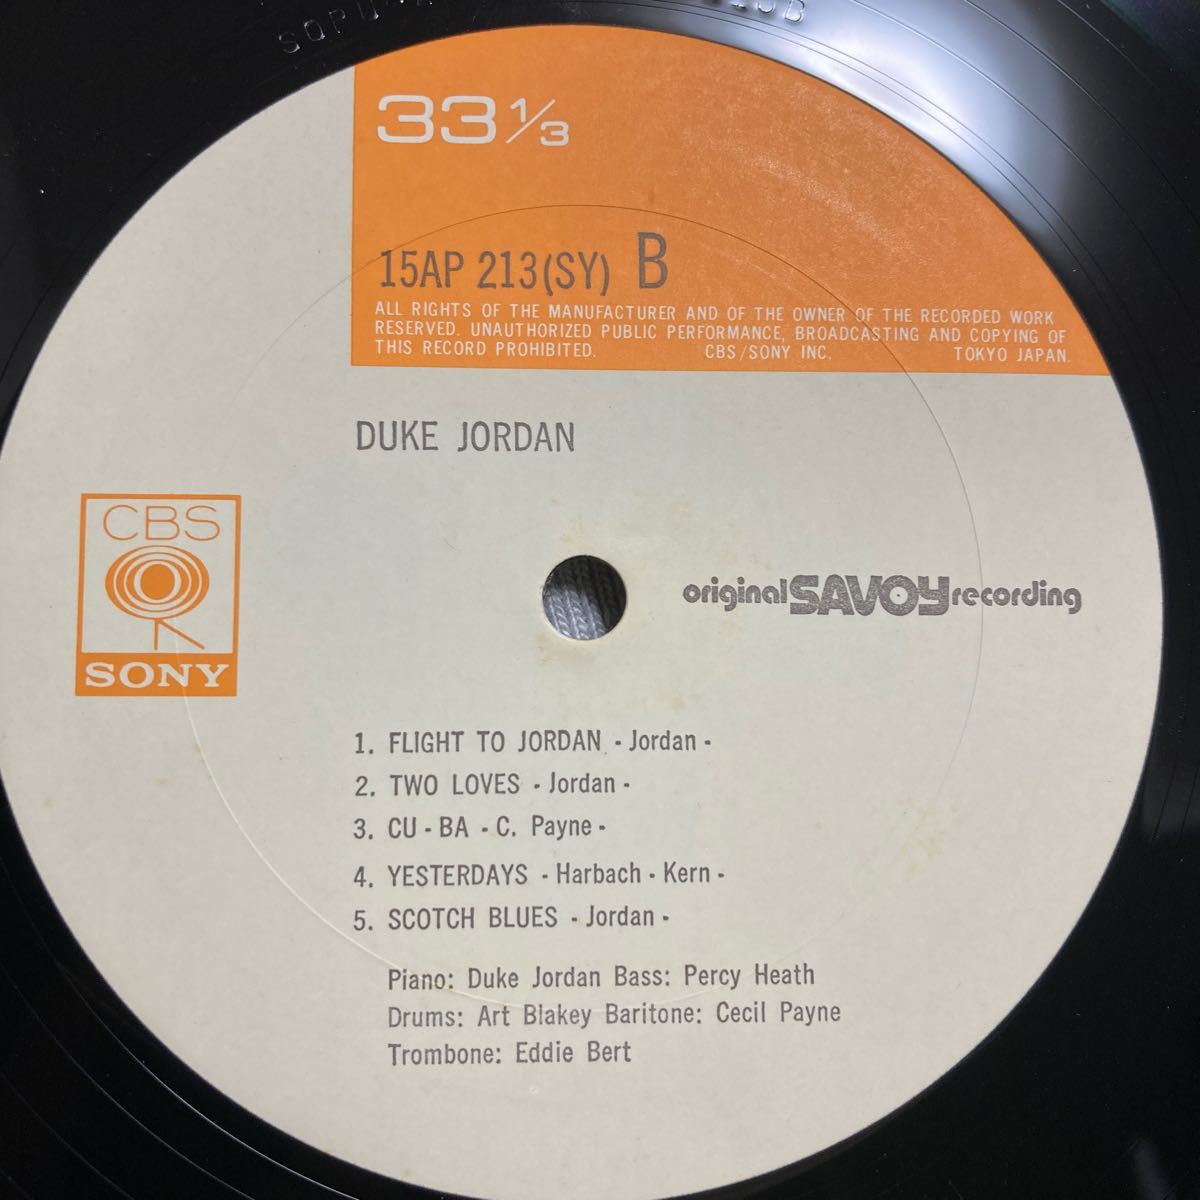 33 1/3
15AP 213(SY) B
ALL RIGHTS OF THE MANUFACTURER AND OF THE OWNER OF THE RECORDED WORK
RESERVED. UNAUTHORIZED PUBLIC PERFORMANCE, BROADCASTING AND COPYING OF
THIS RECORD PROHIBITED. CBS/SONY INC. TOKYO JAPAN.
DUKE JORDAN
CBS
SONY
original SAVOY recording
1. FLIGHT TO JORDAN - Jordan -
2. TWO LOVES - Jordan -
3. CU - BA - C. Payne -
4. YESTERDAYS - Harbach - Kern -
5. SCOTCH BLUES - Jordan -
Piano: Duke Jordan Bass: Percy Heath
Drums: Art Blakey Baritone: Cecil Payne
Trombone: Eddie Bert